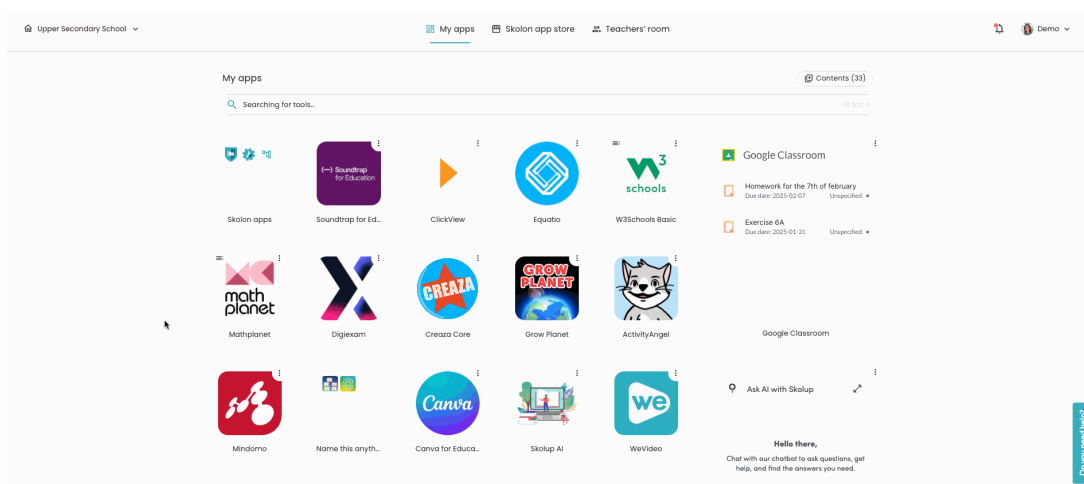 Upper Secondary School
My apps
Skolon app store
Teachers' room
Demo
My apps
Contents (33)
Searching for tools...
(—) Soundtrap
for Education
W3
schools
Google Classroom
Homework for the 7th of february
Due date: 2025-02-07
Unspecified
Exercise 6A
Due date: 2025-01-31
Unspecified
Skolon apps
Soundtrap for Ed...
ClickView
Equatio
W3Schools Basic
math
planet
CREAZA
GROW
PLANET
Mathplanet
Digiexam
Creaza Core
Grow Planet
ActivityAngel
Google Classroom
Canva
we
Ask AI with Skolup
Hello there,
Chat with our chatbot to ask questions, get
help, and find the answers you need.
Mindomo
Name this anyth...
Canva for Educa...
Skolup AI
WeVideo
Do you need help?